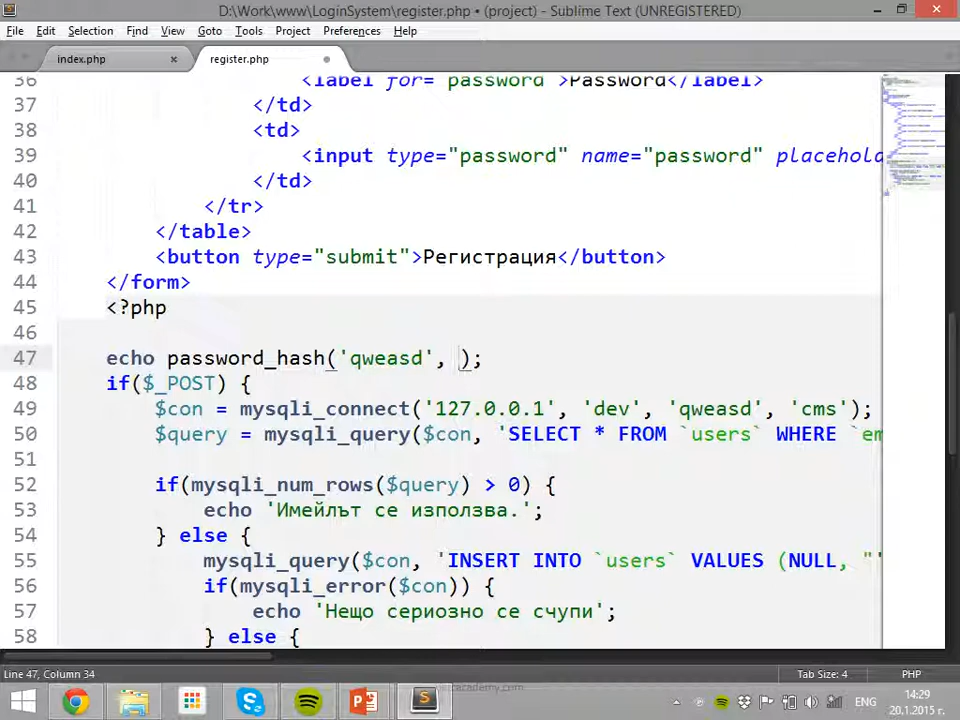 D:\Work\www\LoginSystem\register.php • (project) - Sublime Text (UNREGISTERED)
File Edit Selection Find View Goto Tools Project Preferences Help
index.php × register.php
36 <label for="password">Password</label>
37 </td>
38 <td>
39 <input type="password" name="password" placeholde
40 </td>
41 </tr>
42 </table>
43 <button type="submit">Регистрация</button>
44 </form>
45 <?php
46
47 echo password_hash('qweasd', );
48 if($_POST) {
49 $con = mysqli_connect('127.0.0.1', 'dev', 'qweasd', 'cms');
50 $query = mysqli_query($con, 'SELECT * FROM `users` WHERE `em
51
52 if(mysqli_num_rows($query) > 0) {
53 echo 'Имейлът се използва.';
54 } else {
55 mysqli_query($con, 'INSERT INTO `users` VALUES (NULL, "'
56 if(mysqli_error($con)) {
57 echo 'Нещо сериозно се счупи';
58 } else {
Line 47, Column 34 Tab Size: 4 PHP
ENG 14:29
20.1.2015 г.